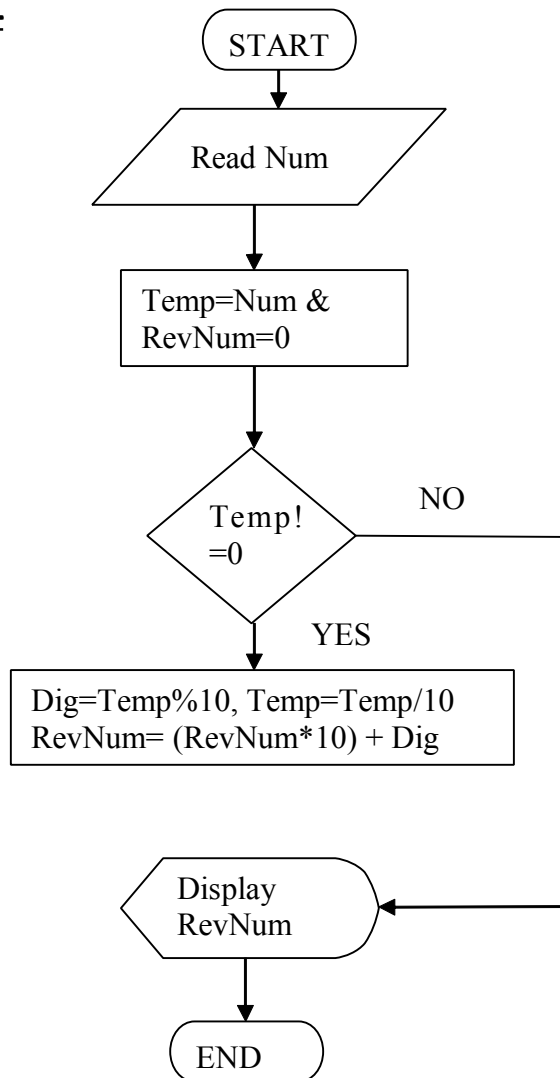 :
START
Read Num
Temp=Num &
RevNum=0
Temp!
=0
NO
YES
Dig=Temp%10, Temp=Temp/10
RevNum= (RevNum*10) + Dig
Display
RevNum
END